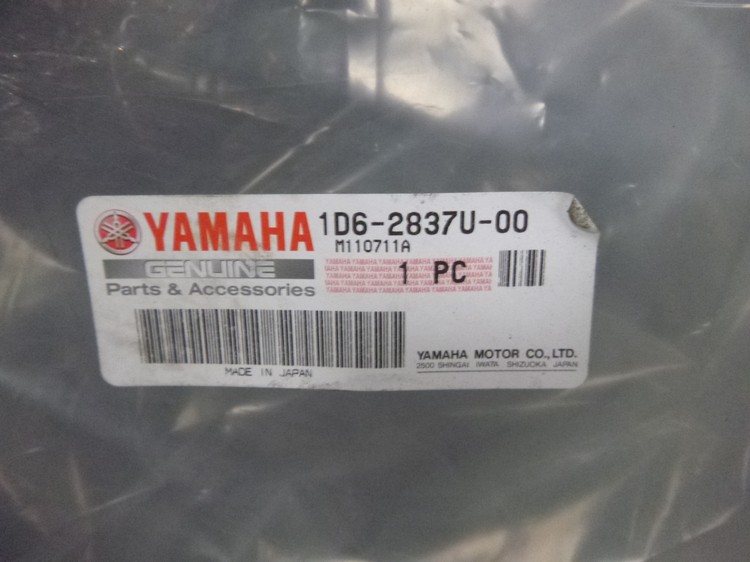 YAMAHA 1D6-2837U-00
M110711A
GENUINE
1 PC
Parts & Accessories
MADE IN JAPAN
YAMAHA MOTOR CO., LTD.
2500 SHINGAI IWATA SHIZUOKA JAPAN